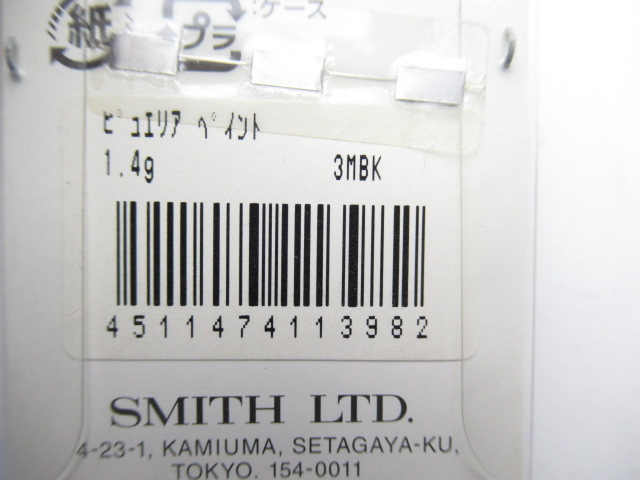 紙 プラ :ケース
ﾋﾟｭｴﾘｱ ﾍﾟｲﾝﾄ
1.4g 3MBK
4511474113982
SMITH LTD.
4-23-1, KAMIUMA, SETAGAYA-KU,
TOKYO. 154-0011